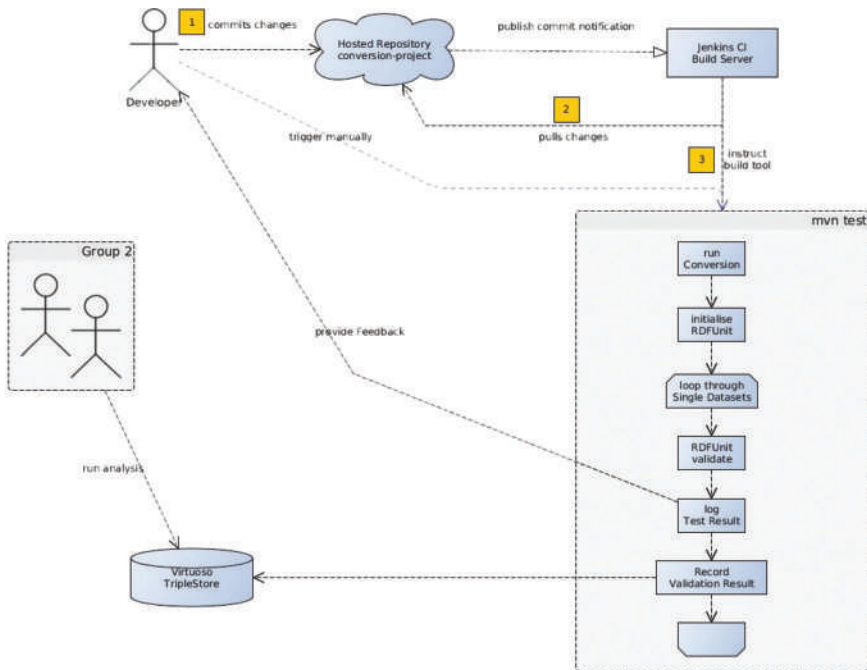 1
commits changes
Hosted Repository
conversion-project
publish commit notification
Jenkins CI
Build Server
Developer
2
trigger manually
pulls changes
3
instruct
build tool
mvn test
Group 2
run
Conversion
initialise
RDFUnit
provide Feedback
loop through
Single Datasets
RDFUnit
validate
run analysis
log
Test Result
Virtuoso
TripleStore
Record
Validation Result